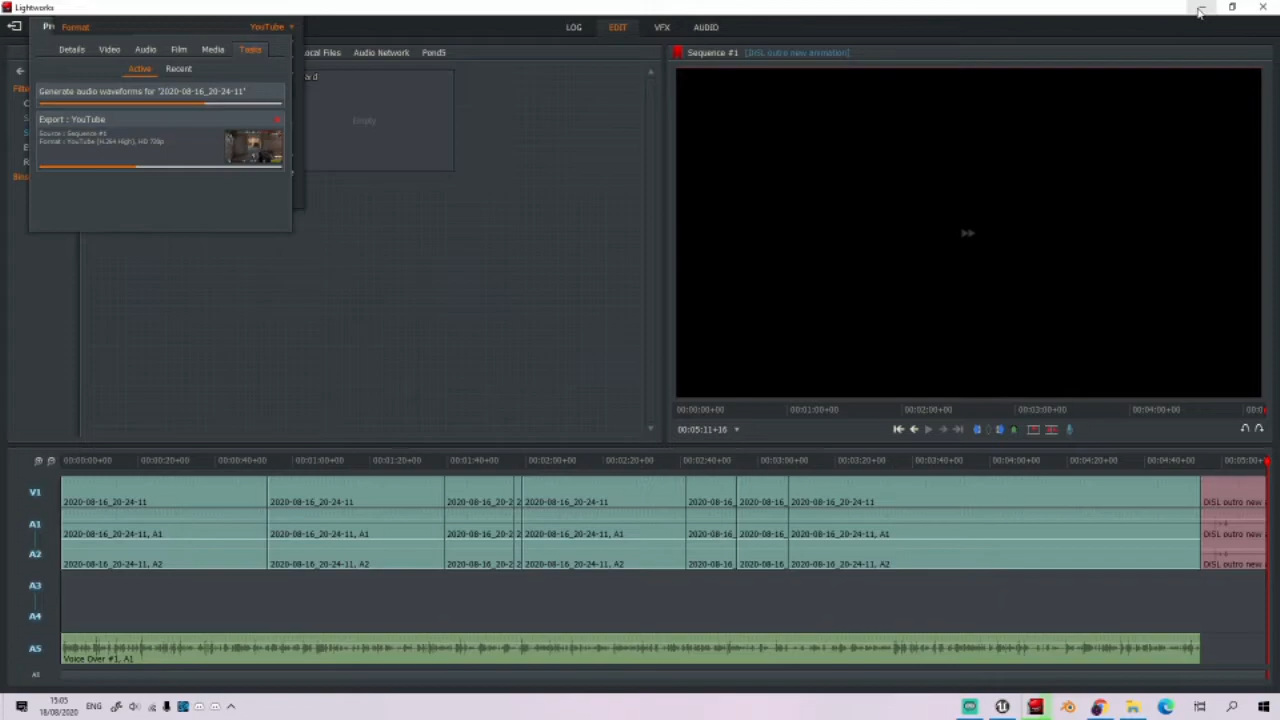 Lightworks
Pr Format YouTube
LOG EDIT VFX AUDIO
Details Video Audio Film Media Tasks
ocal Files Audio Network Pond5
Sequence #1 [DISL outro new animation]
Active Recent
Generate audio waveforms for '2020-08-16_20-24-11'
Export : YouTube
Source : Sequence #1
Format : YouTube (H.264 High), HD 720p
Empty
Bins
00:00:00+00 00:01:00+00 00:02:00+00 00:03:00+00 00:04:00+00 00:0
00:05:11+16
00:00:00+00 00:00:20+00 00:00:40+00 00:01:00+00 00:01:20+00 00:01:40+00 00:02:00+00 00:02:20+00 00:02:40+00 00:03:00+00 00:03:20+00 00:03:40+00 00:04:00+00 00:04:20+00 00:04:40+00 00:05:00+00
V1
2020-08-16_20-24-11 2020-08-16_20-24-11 2020-08-16_20-2 2 2020-08-16_20-24-11 2020-08-16_ 2020-08-16_ 2020-08-16_20-24-11 DISL outro new
A1
2020-08-16_20-24-11, A1 2020-08-16_20-24-11, A1 2020-08-16_20-2 2 2020-08-16_20-24-11, A1 2020-08-16_ 2020-08-16_ 2020-08-16_20-24-11, A1 DISL outro new
A2
2020-08-16_20-24-11, A2 2020-08-16_20-24-11, A2 2020-08-16_20-2 2 2020-08-16_20-24-11, A2 2020-08-16_ 2020-08-16_ 2020-08-16_20-24-11, A2 DISL outro new
A3
A4
A5
Voice Over #1, A1
All
15:05
18/08/2020
ENG